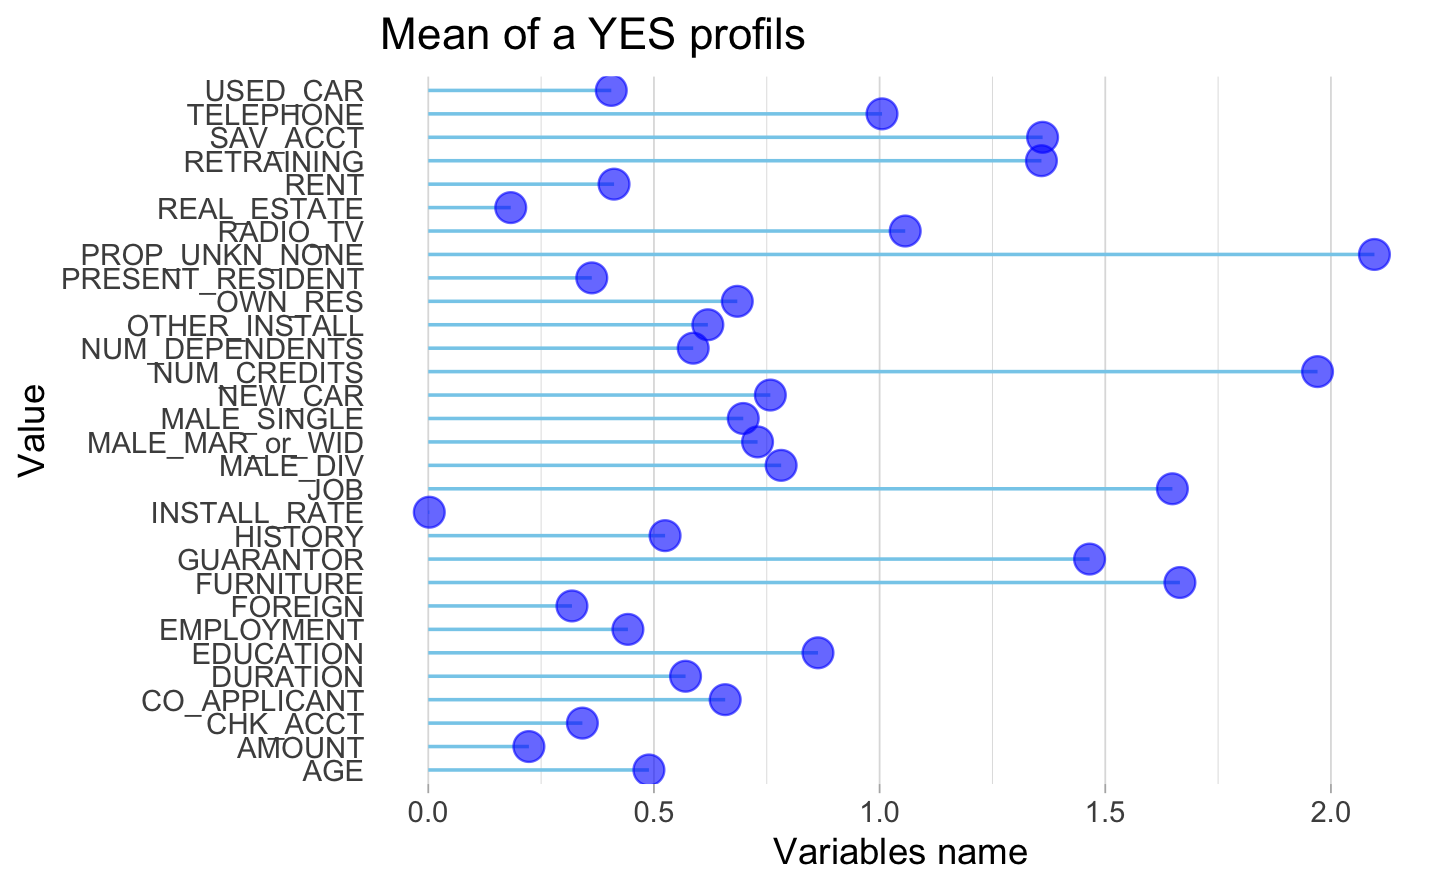 Mean of a YES profils
USED_CAR
TELEPHONE
SAV_ACCT
RETRAINING
RENT
REAL_ESTATE
RADIO_TV
PROP_UNKN_NONE
PRESENT_RESIDENT
OWN_RES
OTHER_INSTALL
NUM_DEPENDENTS
NUM_CREDITS
NEW_CAR
MALE_SINGLE
MALE_MAR_or_WID
MALE_DIV
JOB
INSTALL_RATE
HISTORY
GUARANTOR
FURNITURE
FOREIGN
EMPLOYMENT
EDUCATION
DURATION
CO_APPLICANT
CHK_ACCT
AMOUNT
AGE
Value
0.0 0.5 1.0 1.5 2.0
Variables name